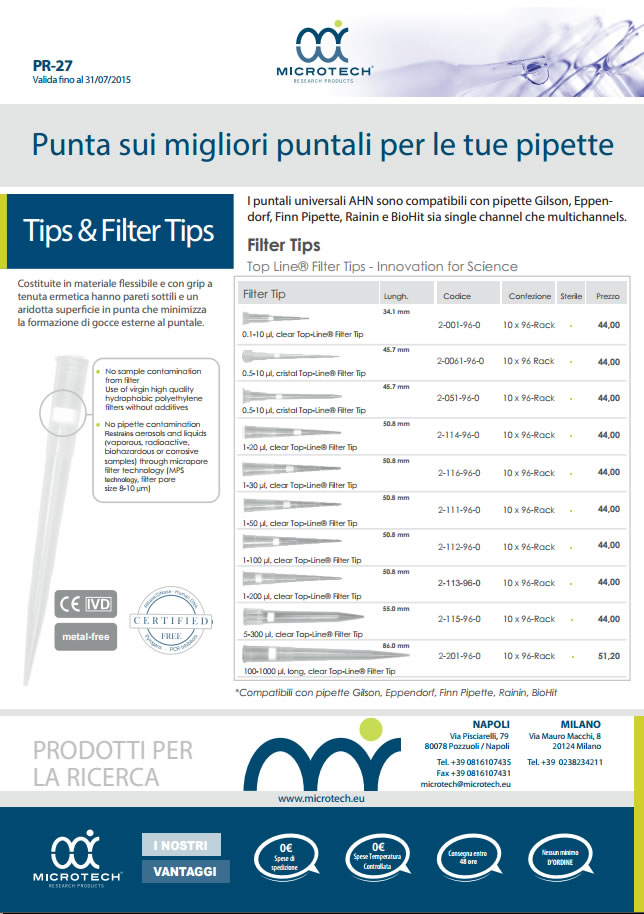 PR-27
Valida fino al 31/07/2015
MICROTECH®
RESEARCH PRODUCTS
Punta sui migliori puntali per le tue pipette
Tips & Filter Tips
I puntali universali AHN sono compatibili con pipette Gilson, Eppen-
dorf, Finn Pipette, Rainin e BioHit sia single channel che multichannels.
Filter Tips
Top Line® Filter Tips - Innovation for Science
Costituite in materiale flessibile e con grip a
tenuta ermetica hanno pareti sottili e un
aridotta superficie in punta che minimizza
la formazione di gocce esterne al puntale.
• No sample contamination
from filter
Use of virgin high quality
hydrophobic polyethylene
filters without additives
• No pipette contamination
Restrains aerosols and liquids
(vaporous, radioactive,
biohazardous or corrosive
samples) through micropore
filter technology (MPS
technology, filter pore
size 8•10 µm)
CE IVD
metal-free
CERTIFIED
FREE
Pyrogens
PCR Inhibitors
Filter Tip Lungh. Codice Confezione Sterile Prezzo
34.1 mm
0.1•10 µl, clear Top•Line® Filter Tip 2-001-96-0 10 x 96-Rack • 44,00
45.7 mm
0.5•10 µl, cristal Top•Line® Filter Tip 2-0061-96-0 10 x 96 Rack • 44,00
45.7 mm
0.5•10 µl, cristal Top•Line® Filter Tip 2-051-96-0 10 x 96-Rack • 44,00
50.8 mm
1•20 µl, clear Top•Line® Filter Tip 2-114-96-0 10 x 96-Rack • 44,00
50.8 mm
1•30 µl, clear Top•Line® Filter Tip 2-116-96-0 10 x 96-Rack • 44,00
50.8 mm
1•50 µl, clear Top•Line® Filter Tip 2-111-96-0 10 x 96-Rack • 44,00
50.8 mm
1•100 µl, clear Top•Line® Filter Tip 2-112-96-0 10 x 96-Rack • 44,00
50.8 mm
1•200 µl, clear Top•Line® Filter Tip 2-113-96-0 10 x 96-Rack • 44,00
55.0 mm
5•300 µl, clear Top•Line® Filter Tip 2-115-96-0 10 x 96-Rack • 44,00
86.0 mm
100•1000 µl, long, clear Top•Line® Filter Tip 2-201-96-0 10 x 96-Rack • 51,20
*Compatibili con pipette Gilson, Eppendorf, Finn Pipette, Rainin, BioHit
PRODOTTI PER
LA RICERCA
www.microtech.eu
NAPOLI
Via Pisciarelli, 79
80078 Pozzuoli / Napoli
Tel. +39 0816107435
Fax +39 0816107431
microtech@microtech.eu
MILANO
Via Mauro Macchi, 8
20124 Milano
Tel. +39 0238234211
MICROTECH®
RESEARCH PRODUCTS
I NOSTRI
VANTAGGI
0€
Spese di
spedizione
0€
Spese Temperatura
Controllata
Consegna entro
48 ore
Nessun minimo
D'ORDINE